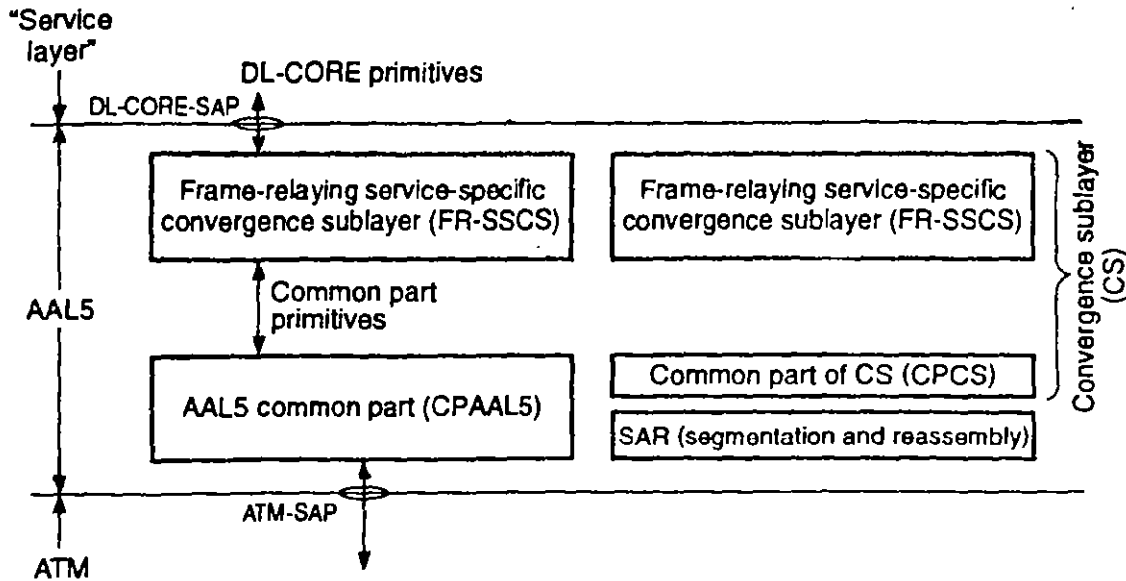 "Service
layer"
DL-CORE primitives
DL-CORE-SAP
Frame-relaying service-specific
convergence sublayer (FR-SSCS)
Frame-relaying service-specific
convergence sublayer (FR-SSCS)
Convergence sublayer
(CS)
AAL5
Common part
primitives
AAL5 common part (CPAAL5)
Common part of CS (CPCS)
SAR (segmentation and reassembly)
ATM-SAP
ATM